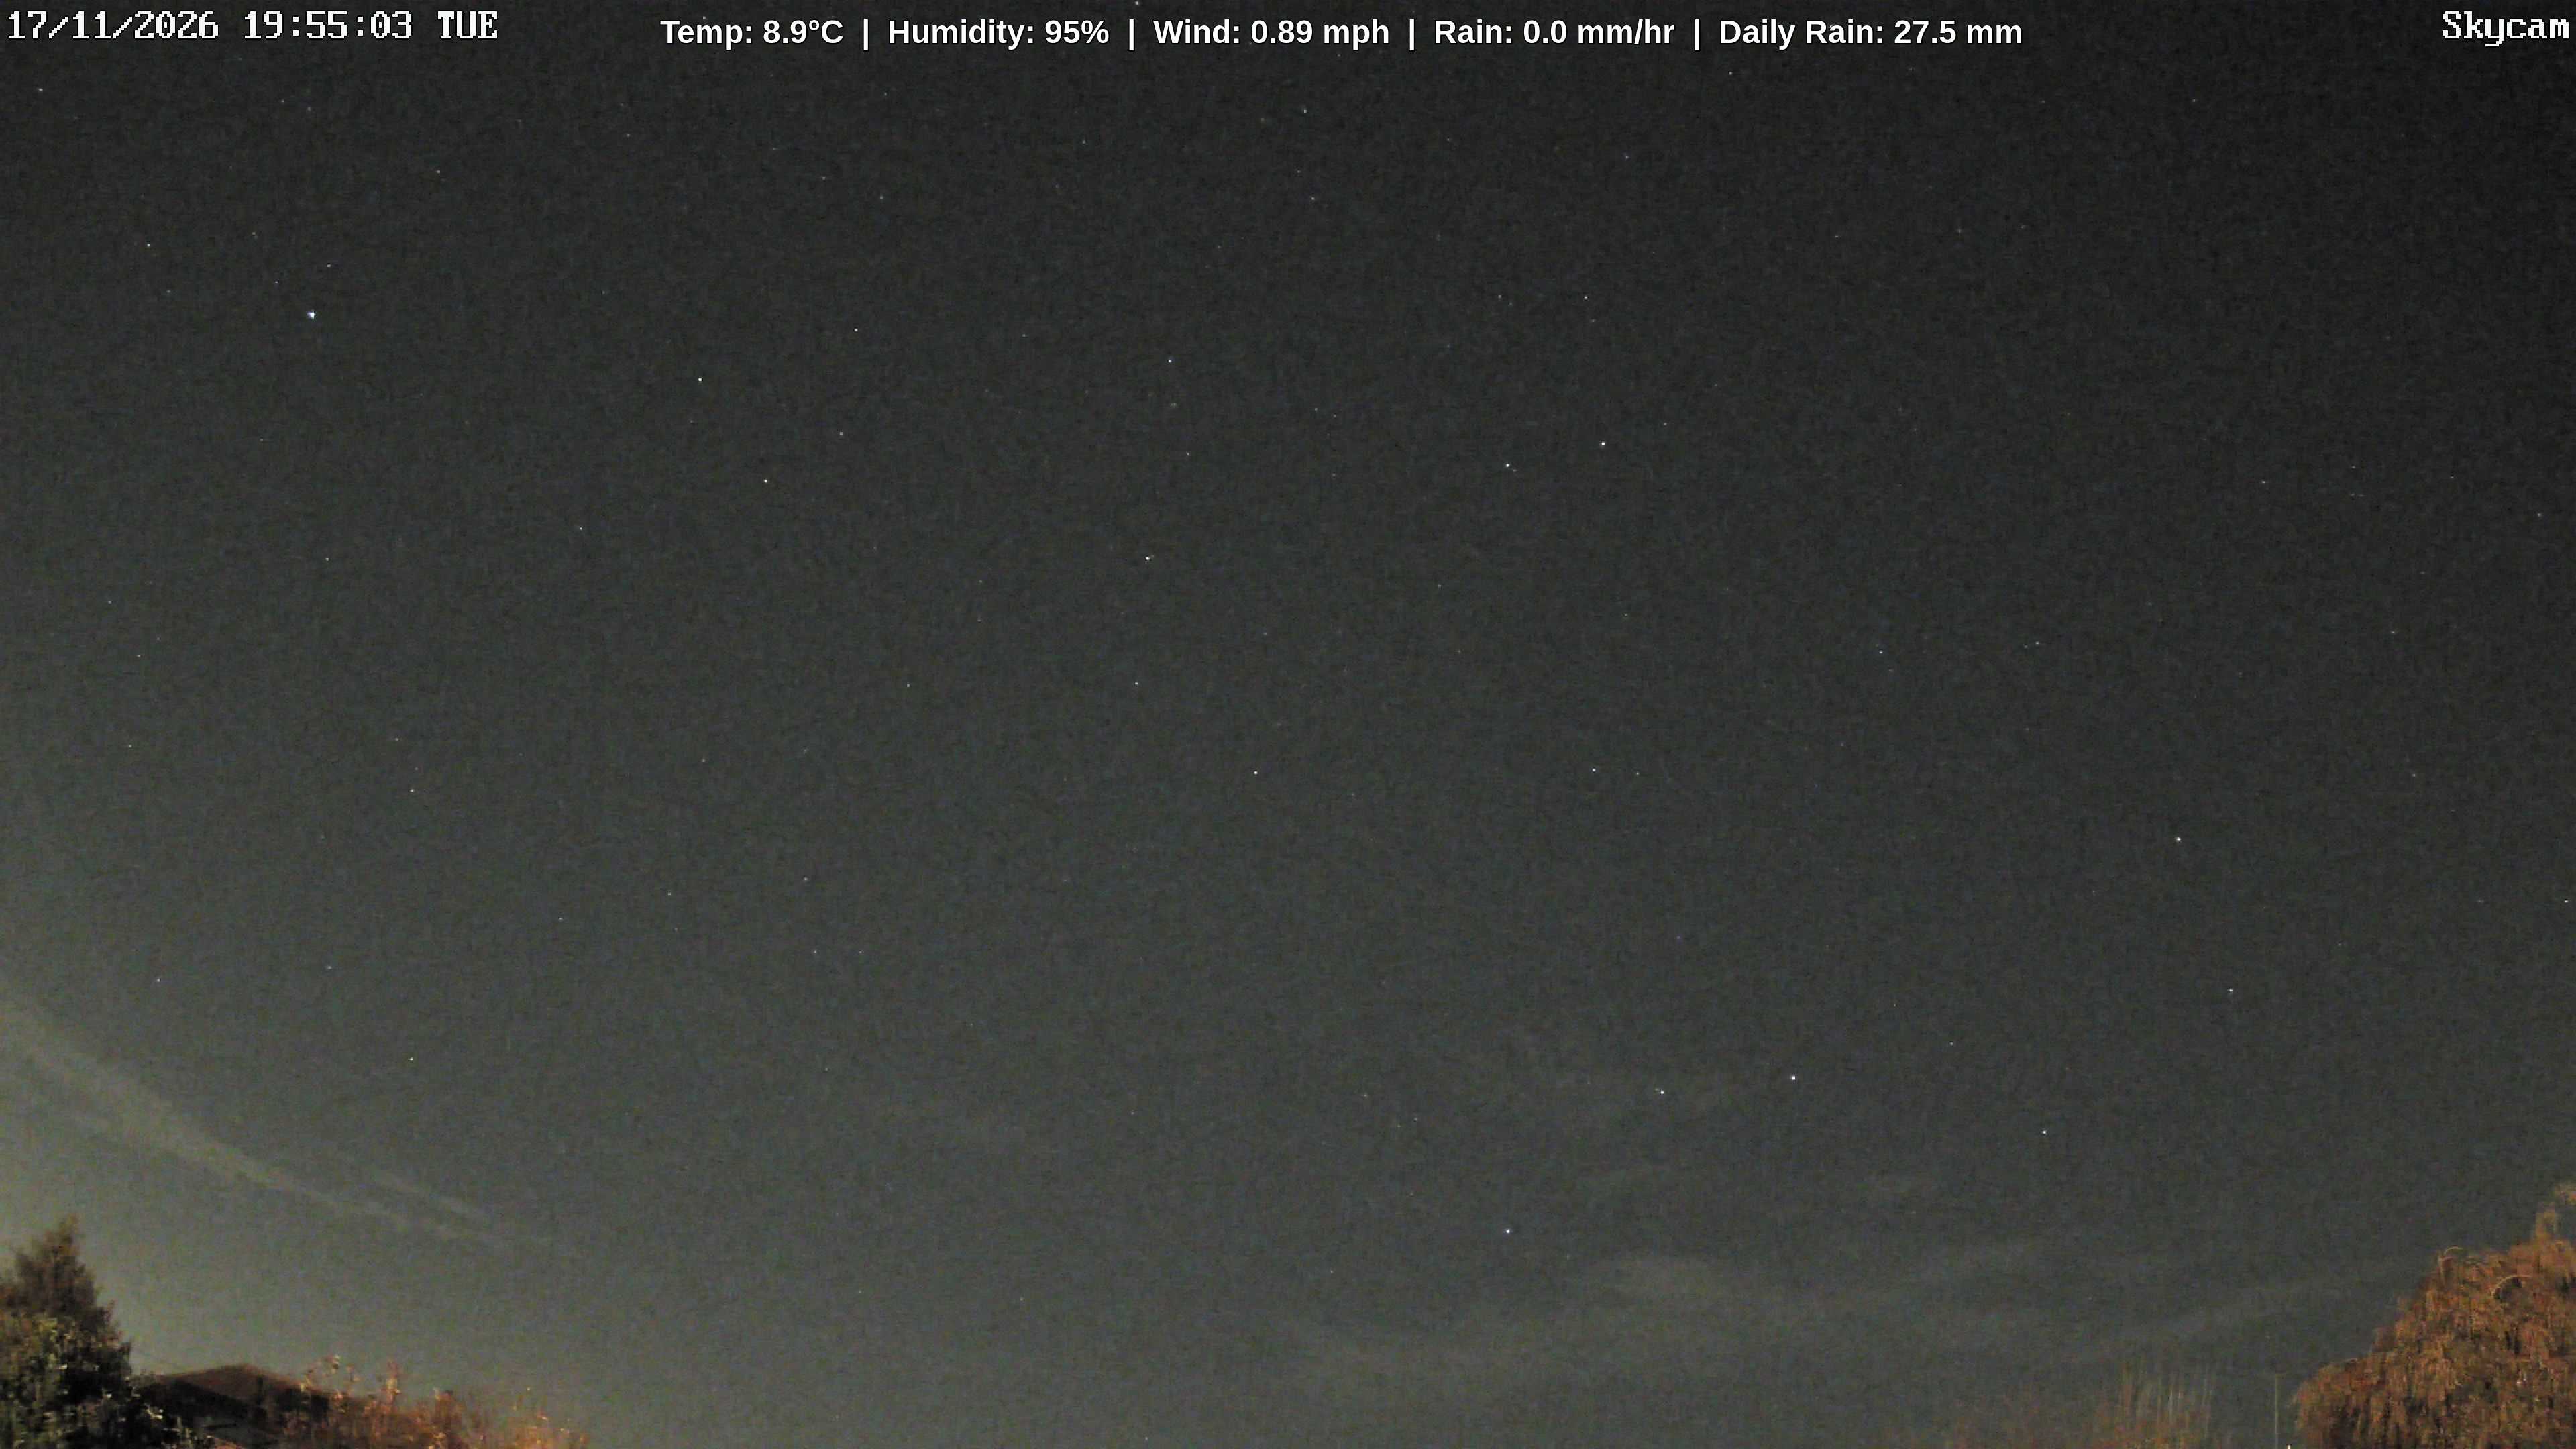 17/11/2026 19:55:03 TUE
Temp: 8.9°C | Humidity: 95% | Wind: 0.89 mph | Rain: 0.0 mm/hr | Daily Rain: 27.5 mm
Skycam